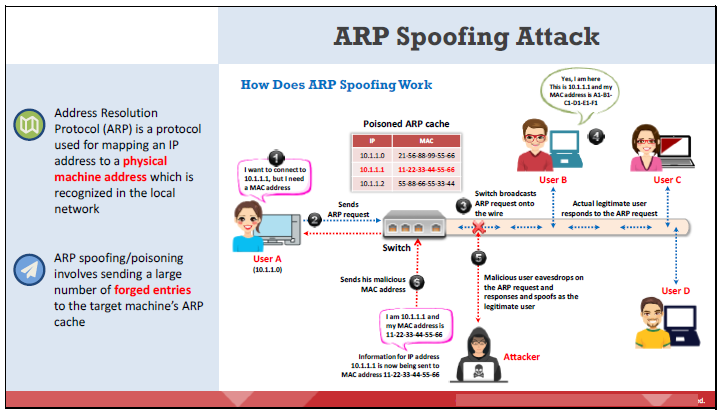 ARP Spoofing Attack
How Does ARP Spoofing Work
Address Resolution
Protocol (ARP) is a protocol
used for mapping an IP
address to a physical
machine address which is
recognized in the local
network
ARP spoofing/poisoning
involves sending a large
number of forged entries
to the target machine's ARP
cache
1
I want to connect to
10.1.1.1, but I need
a MAC address
User A
(10.1.1.0)
2
Sends
ARP request
Poisoned ARP cache
IP MAC
10.1.1.0 21-56-88-99-55-66
10.1.1.1 11-22-33-44-55-66
10.1.1.2 55-88-66-55-33-44
Switch
3
Switch broadcasts
ARP request onto
the wire
Yes, I am here
This is 10.1.1.1 and my
MAC address is A1-B1-
C1-D1-E1-F1
4
User B
User C
Actual legitimate user
responds to the ARP request
5
Malicious user eavesdrops on
the ARP request and
responses and spoofs as the
legitimate user
User D
Attacker
6
Sends his malicious
MAC address
I am 10.1.1.1 and
my MAC address is
11-22-33-44-55-66
Information for IP address
10.1.1.1 is now being sent to
MAC address 11-22-33-44-55-66